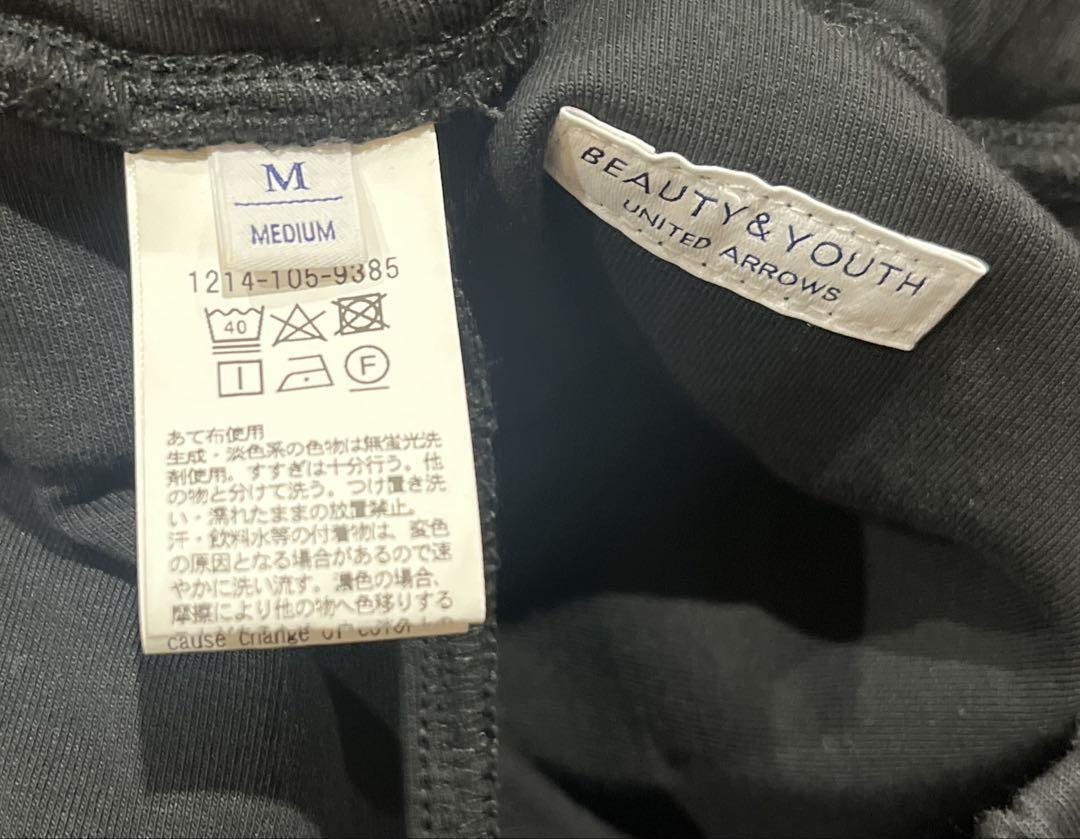 M
MEDIUM
1214-105-9385
40
F
あて布使用
生成・淡色系の色物は無蛍光洗
剤使用。すすぎは十分行う。他
の物と分けて洗う。つけ置き洗
い・濡れたままの放置禁止。
汗・飲料水等の付着物は、変色
の原因となる場合があるので速
やかに洗い流す。濃色の場合、
摩擦により他の物へ色移りする
cause change of
BEAUTY&YOUTH
UNITED ARROWS